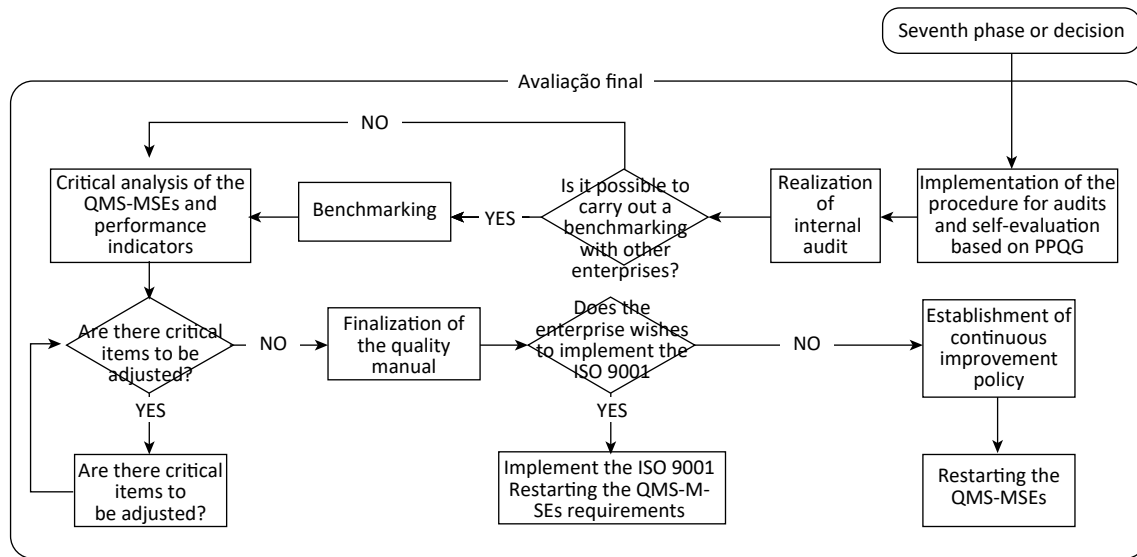 Seventh phase or decision
Avaliação final
NO
Critical analysis of the
QMS-MSEs and
performance
indicators
Benchmarking
YES
Is it possible to
carry out a
benchmarking
with other
enterprises?
Realization
of
internal
audit
Implementation of the
procedure for audits
and self-evaluation
based on PPQG
Are there critical
items to be
adjusted?
NO
Finalization of
the quality
manual
Does the
enterprise wishes
to implement the
ISO 9001
NO
Establishment of
continuous
improvement
policy
YES
YES
Are there critical
items to
be adjusted?
Implement the ISO 9001
Restarting the QMS-M-
SEs requirements
Restarting the
QMS-MSEs